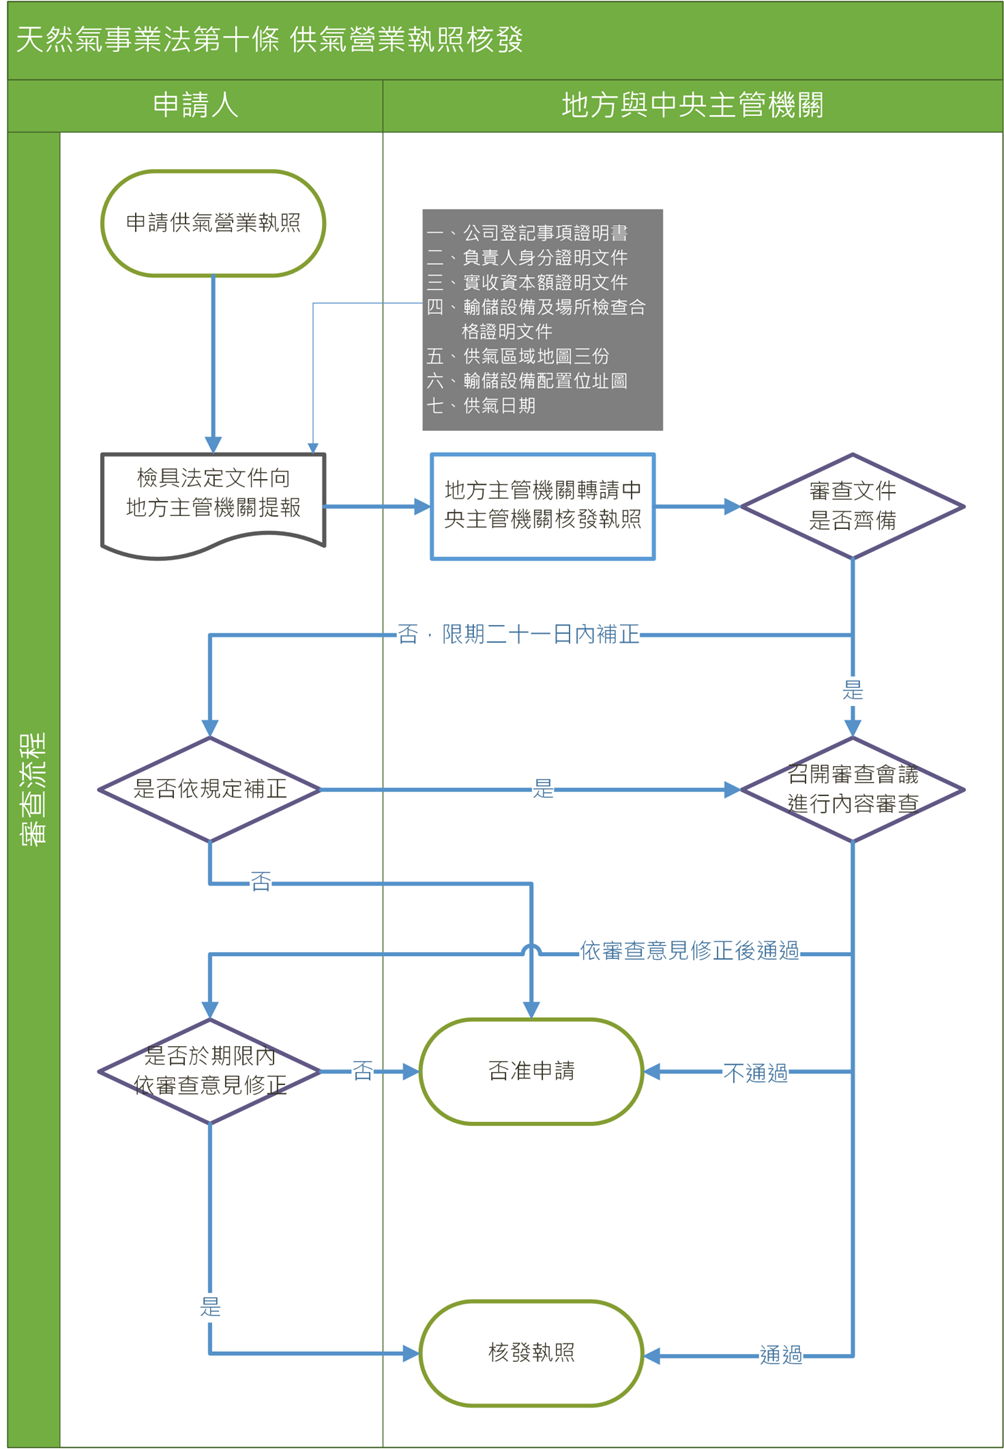 天然氣事業法第十條 供氣營業執照核發
申請人
地方與中央主管機關
審查流程
申請供氣營業執照
一、公司登記事項證明書
二、負責人身分證明文件
三、實收資本額證明文件
四、輸儲設備及場所檢查合
格證明文件
五、供氣區域地圖三份
六、輸儲設備配置位址圖
七、供氣日期
檢具法定文件向
地方主管機關提報
地方主管機關轉請中
央主管機關核發執照
審查文件
是否齊備
否，限期二十一日內補正
是
是否依規定補正
是
召開審查會議
進行內容審查
否
依審查意見修正後通過
是否於期限內
依審查意見修正
否
否准申請
不通過
是
核發執照
通過